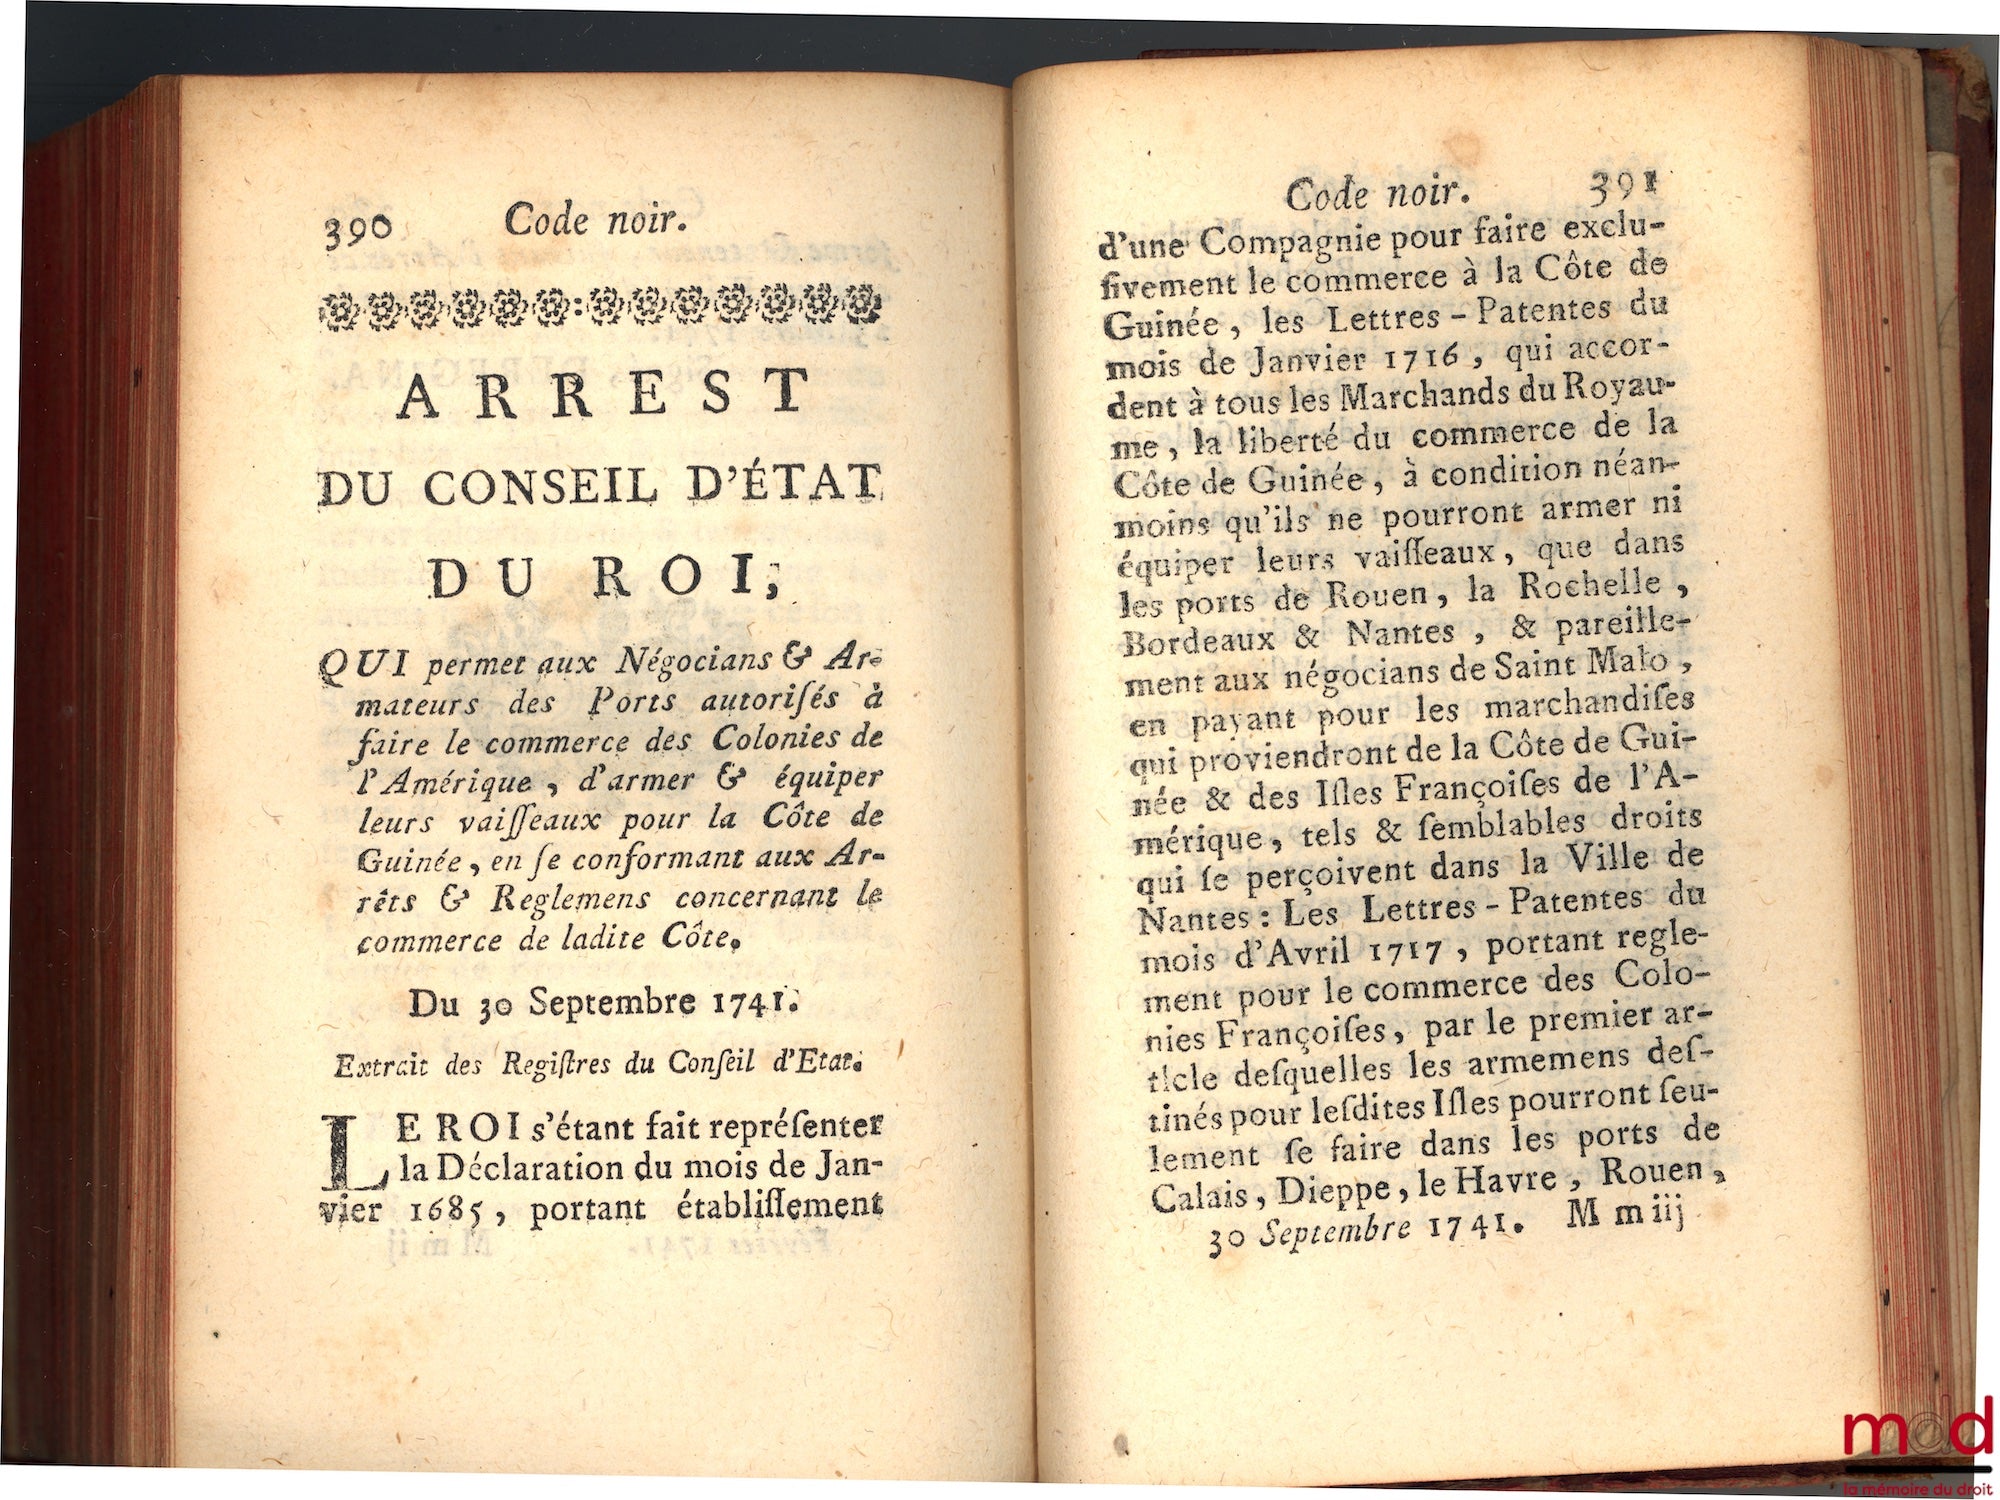 390 Code noir.
ARREST
DU CONSEIL D'ÉTAT
DU ROI,
QUI permet aux Négocians & Ar-
mateurs des Ports autoriſés à
faire le commerce des Colonies de
l'Amérique, d'armer & équiper
leurs vaiſſeaux pour la Côte de
Guinée, en ſe conformant aux Ar-
rêts & Reglemens concernant le
commerce de ladite Côte.
Du 30 Septembre 1741.
Extrait des Regiſtres du Conſeil d'Etat.
LE ROI s'étant fait repréſenter
la Déclaration du mois de Jan-
vier 1685, portant établiſſement
Code noir. 391
d'une Compagnie pour faire exclu-
ſivement le commerce à la Côte de
Guinée, les Lettres-Patentes du
mois de Janvier 1716, qui accor-
dent à tous les Marchands du Royau-
me, la liberté du commerce de la
Côte de Guinée, à condition néan-
moins qu'ils ne pourront armer ni
équiper leurs vaiſſeaux, que dans
les ports de Rouen, la Rochelle,
Bordeaux & Nantes, & pareille-
ment aux négocians de Saint Malo,
en payant pour les marchandiſes
qui proviendront de la Côte de Gui-
née & des Iſles Françoiſes de l'A-
mérique, tels & ſemblables droits
qui ſe perçoivent dans la Ville de
Nantes : Les Lettres-Patentes du
mois d'Avril 1717, portant regle-
ment pour le commerce des Colo-
nies Françoiſes, par le premier ar-
ticle deſquelles les armemens deſ-
tinés pour leſdites Iſles pourront ſeu-
lement ſe faire dans les ports de
Calais, Dieppe, le Havre, Rouen,
30 Septembre 1741. M m iij
mdd
la mémoire du droit